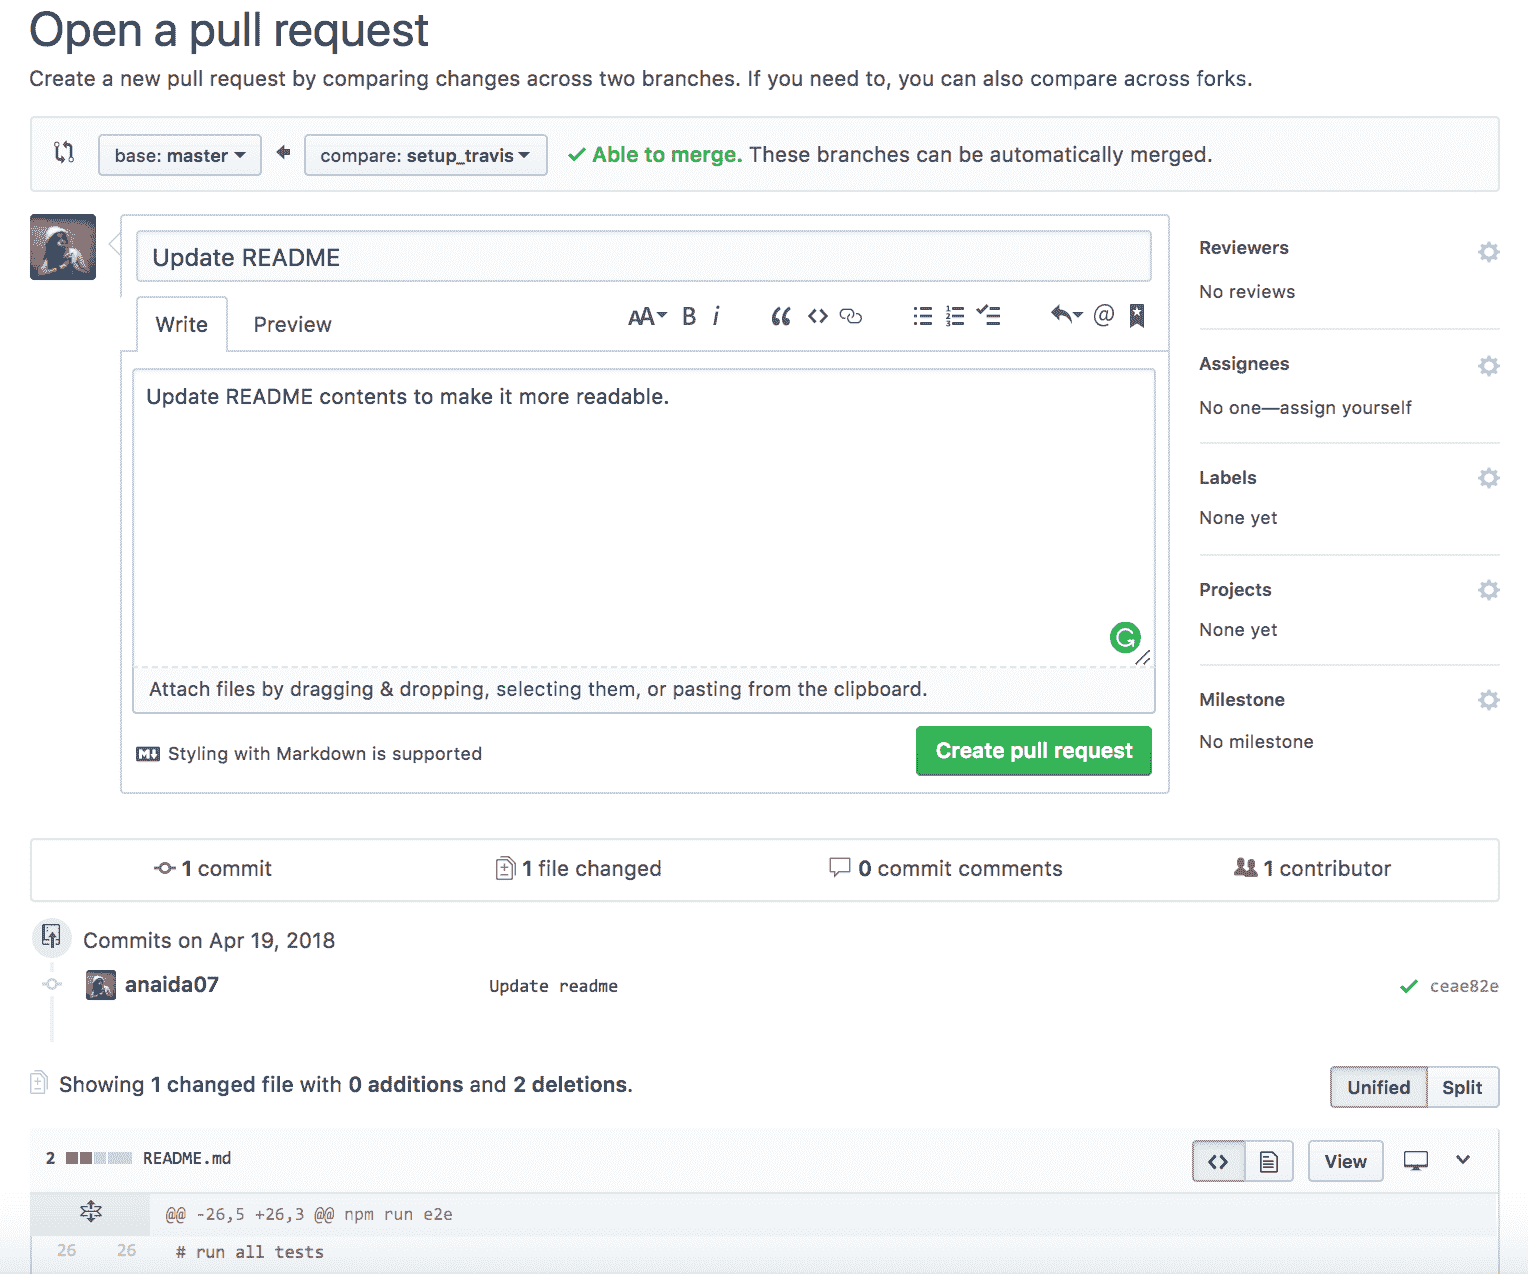 Open a pull request
Create a new pull request by comparing changes across two branches. If you need to, you can also compare across forks.
base: master compare: setup_travis Able to merge. These branches can be automatically merged.
Update README
Write Preview AA B i @
Update README contents to make it more readable.
Attach files by dragging & dropping, selecting them, or pasting from the clipboard.
Styling with Markdown is supported Create pull request
Reviewers
No reviews
Assignees
No one—assign yourself
Labels
None yet
Projects
None yet
Milestone
No milestone
1 commit 1 file changed 0 commit comments 1 contributor
Commits on Apr 19, 2018
anaida07 Update readme ceae82e
Showing 1 changed file with 0 additions and 2 deletions. Unified Split
2 README.md <> View
@@ -26,5 +26,3 @@ npm run e2e
26 26 # run all tests